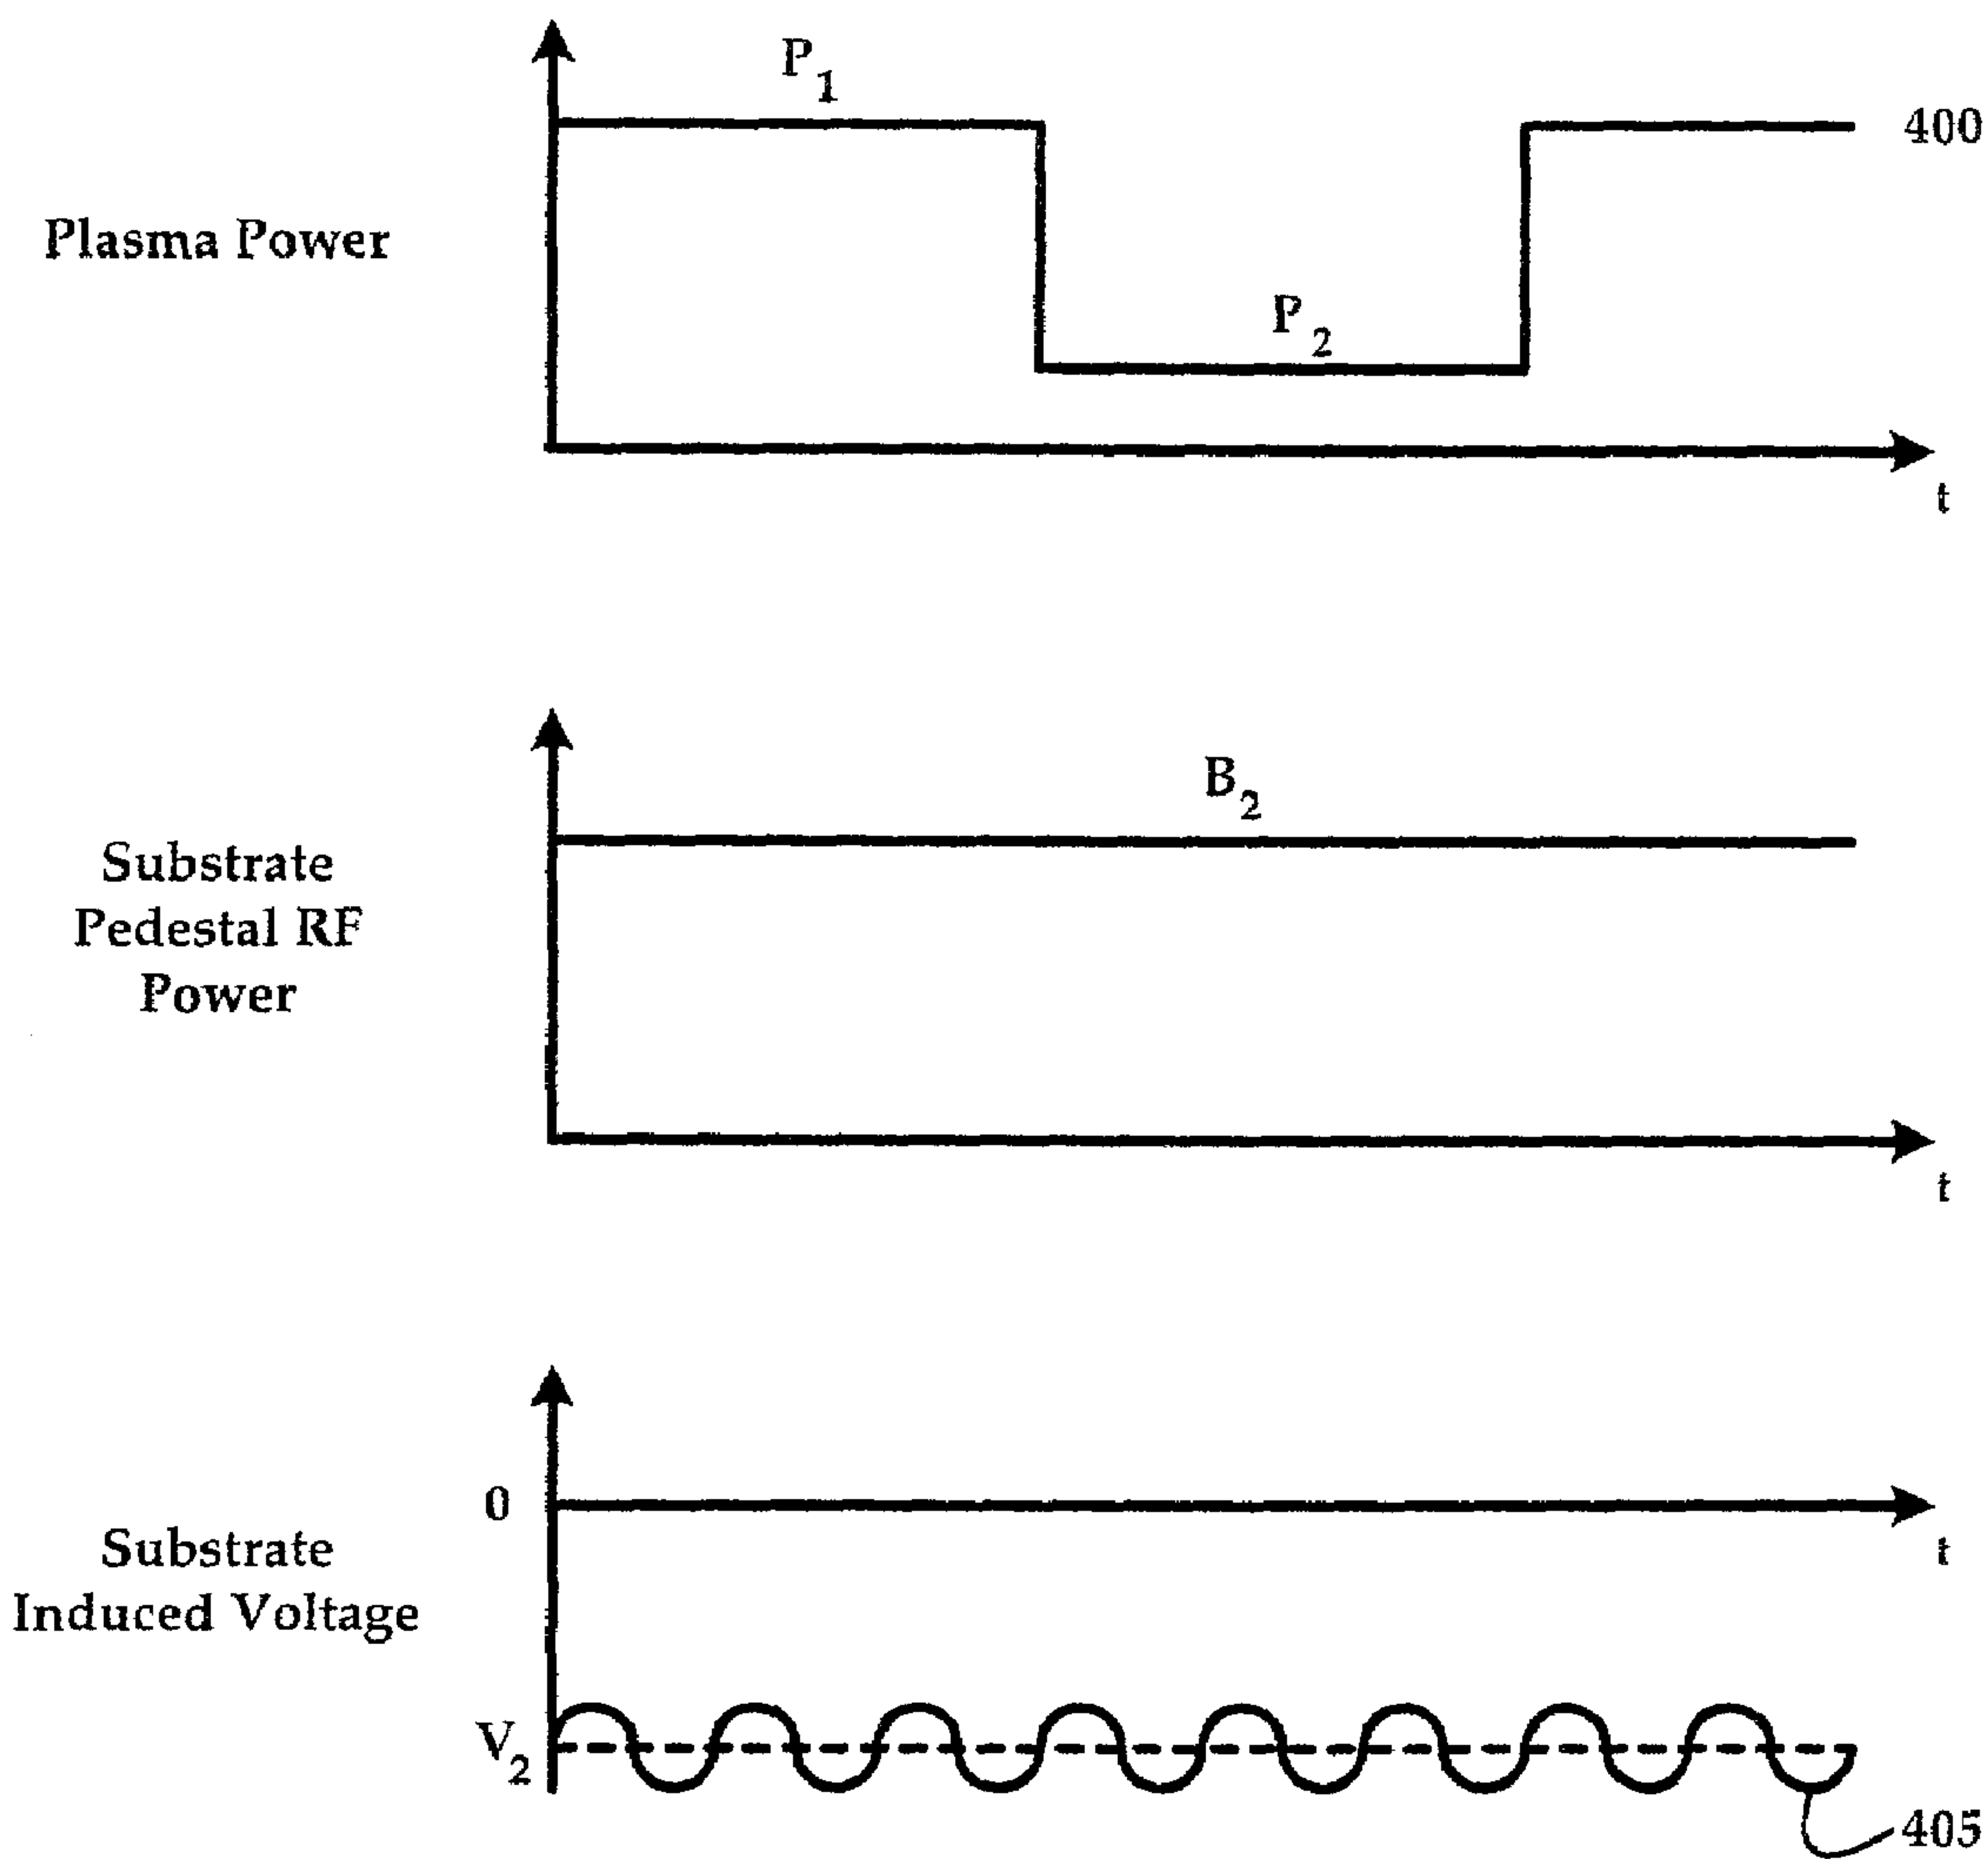 P1
400
Plasma Power
P2
t
B2
Substrate
Pedestal RF
Power
t
0
t
Substrate
Induced Voltage
V2
405